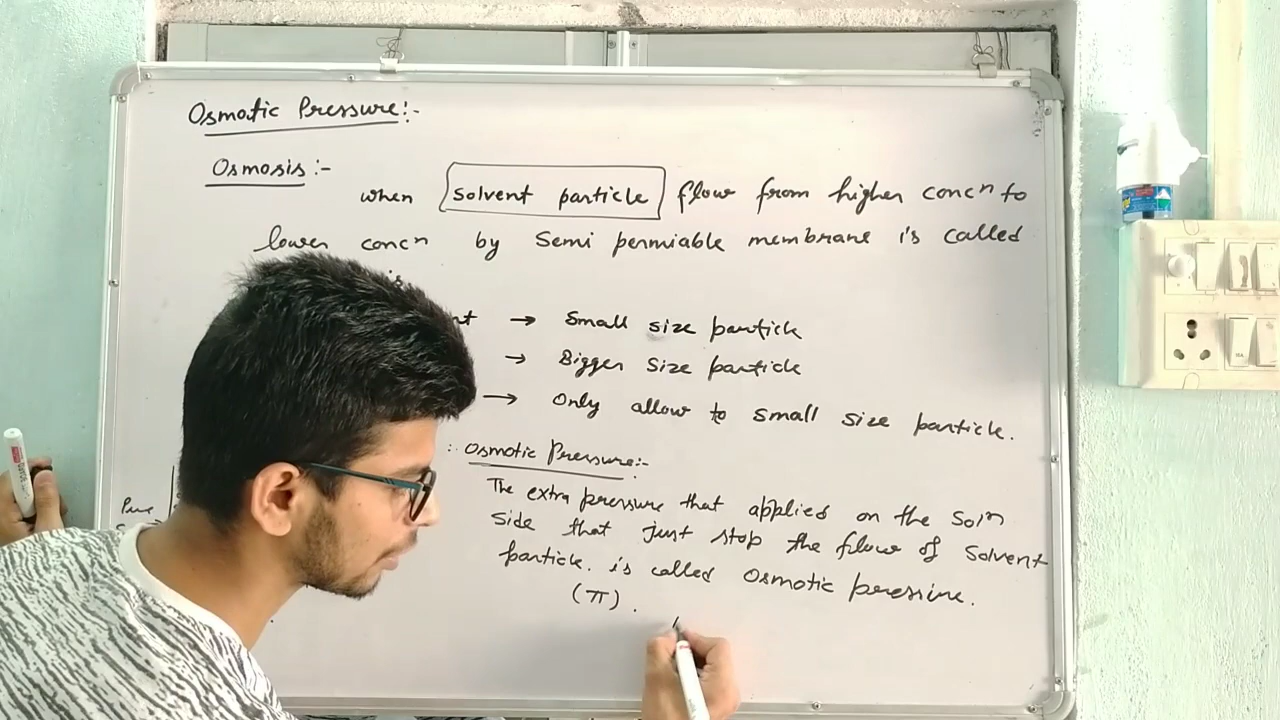 Osmotic Pressure:-
Osmosis :-
when solvent particle flow from higher concn to
lower concn by Semi permiable membrane is called
→ Small size particle
→ Bigger size particle
→ Only allow to small size particle.
Osmotic Pressure:-
The extra pressure that applied on the soln
side that just stop the flow of solvent
particle. is called osmotic pressure.
(π).
Pure